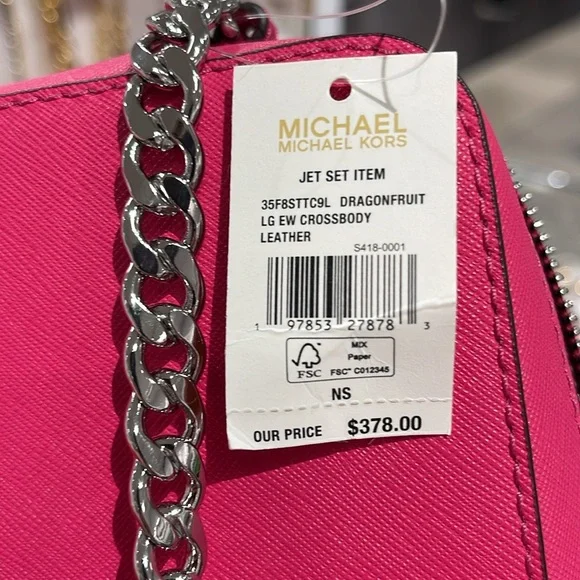 MICHAEL
MICHAEL KORS
JET SET ITEM
35F8STTC9L DRAGONFRUIT
LG EW CROSSBODY
LEATHER
S418-0001
1 97853 27878 3
FSC
MIX
Paper
FSC™ C012345
NS
OUR PRICE $378.00